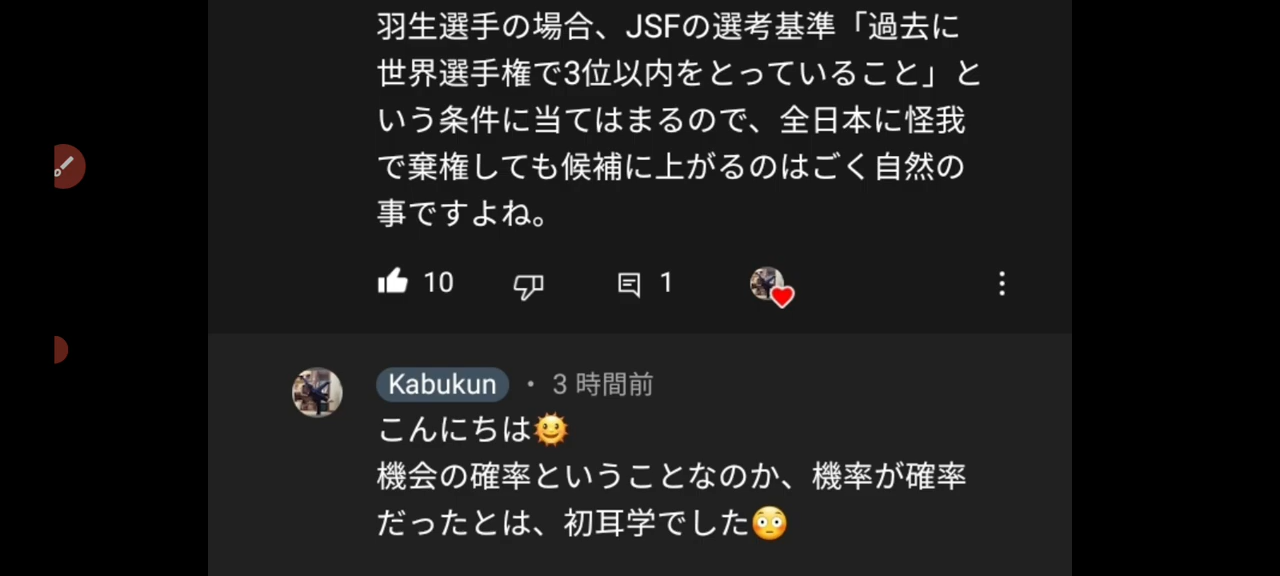 羽生選手の場合、JSFの選考基準「過去に
世界選手権で3位以内をとっていること」と
いう条件に当てはまるので、全日本に怪我
で棄権しても候補に上がるのはごく自然の
事ですよね。
10
1
Kabukun • 3 時間前
こんにちは🌞
機会の確率ということなのか、機率が確率
だったとは、初耳学でした😳